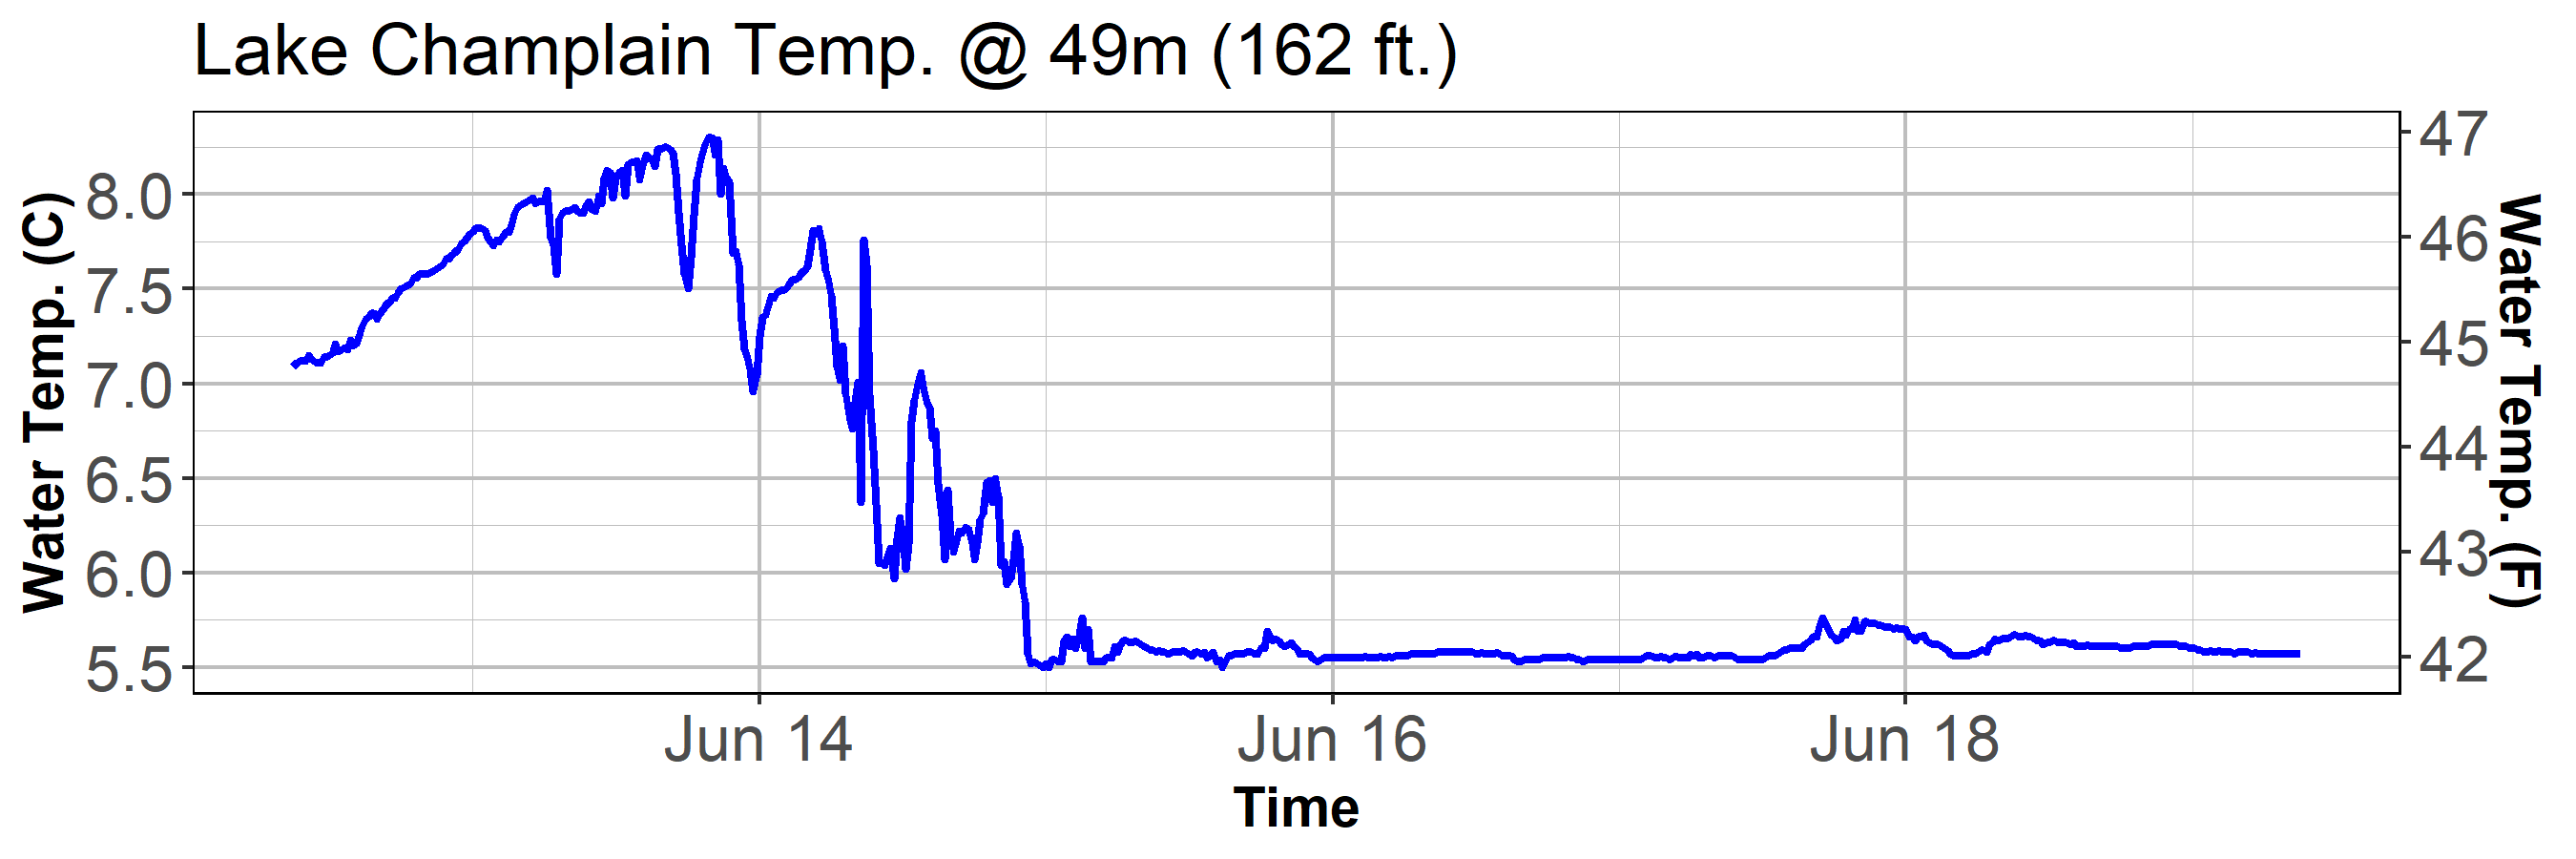 Lake Champlain Temp. @ 49m (162 ft.)
Water Temp. (C)
8.0
7.5
7.0
6.5
6.0
5.5
47
46
45
44
43
42
Water Temp. (F)
Jun 14 Jun 16 Jun 18
Time